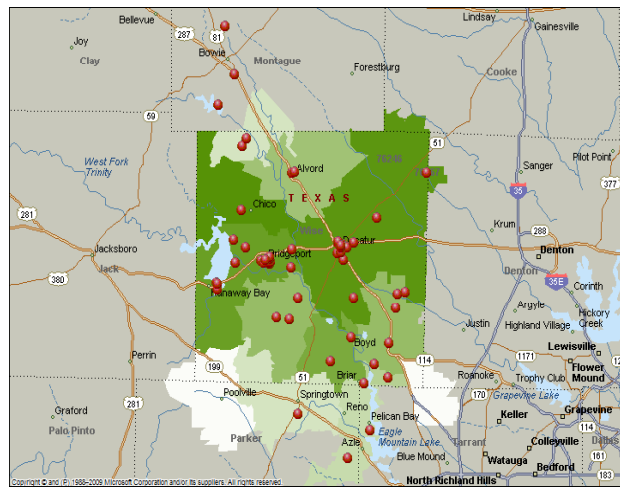 Bellevue
Lindsay
Gainesville
287
81
Joy
Clay
Bowie
Montague
Forestburg
Cooke
59
51
West Fork
Trinity
Alvord
76246
Sanger
Pilot Point
377
TEXAS
35
281
Chico
Wise
Krum
288
Jacksboro
Jack
Decatur
Bridgeport
Denton
380
Runaway Bay
Denton
35E
Corinth
Argyle
Hickory
Creek
Justin
Highland Village
Boyd
Lewisville
Perrin
199
114
1171
Flower
Mound
Briar
Roanoke
Trophy Club
51
Poolville
Springtown
170
Grapevine Lake
281
Graford
Reno
Pelican Bay
Keller
Grapevine
114
Palo Pinto
Parker
Eagle
Mountain Lake
Tarrant
Colleyville
Dallas
Azle
161
Blue Mound
Watauga
Bedford
183
North Richland Hills
Copyright © and (P) 1988–2009 Microsoft Corporation and/or its suppliers. All rights reserved.